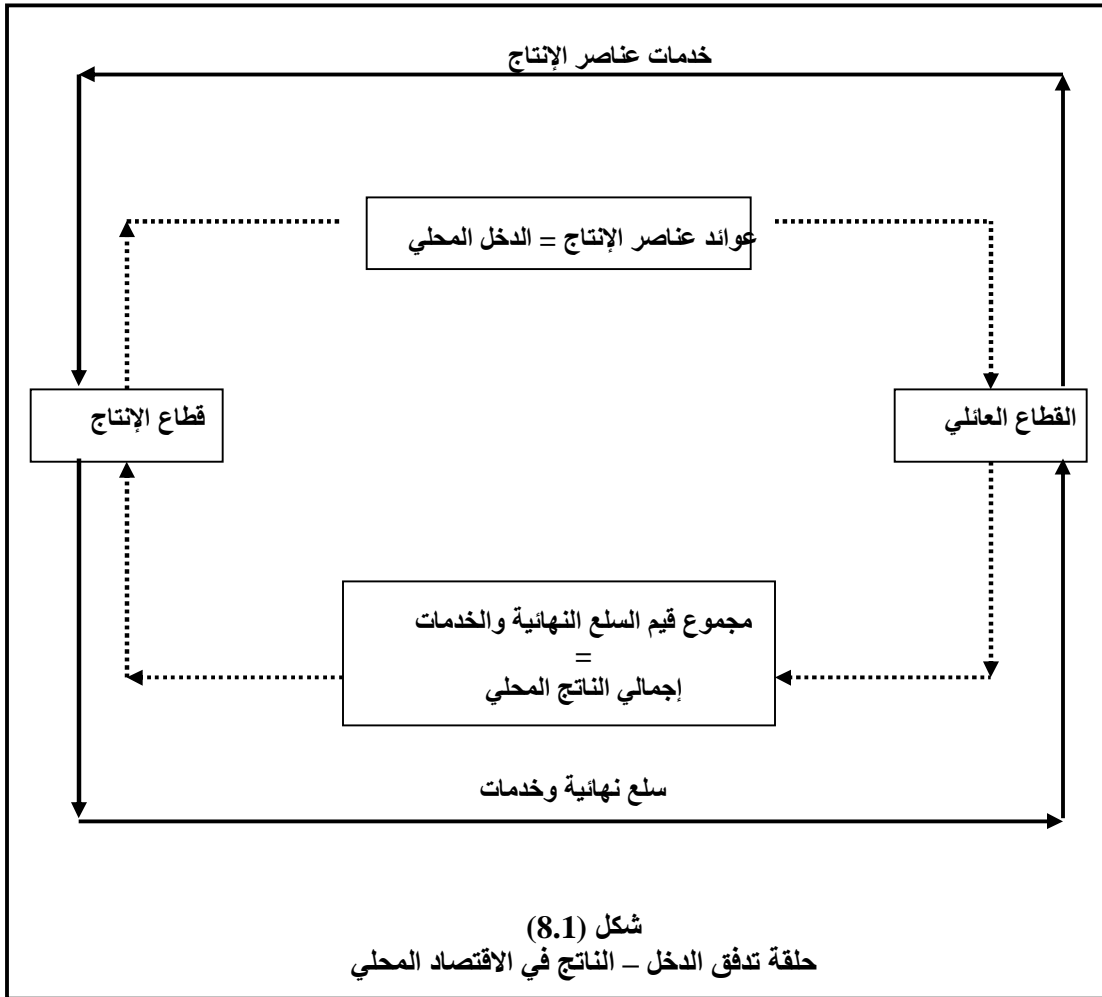 خدمات عناصر الإنتاج
عوائد عناصر الإنتاج = الدخل المحلي
القطاع العائلي
قطاع الإنتاج
مجموع قيم السلع النهائية والخدمات
=
إجمالي الناتج المحلي
سلع نهائية وخدمات
شكل (8.1)
حلقة تدفق الدخل – الناتج في الاقتصاد المحلي